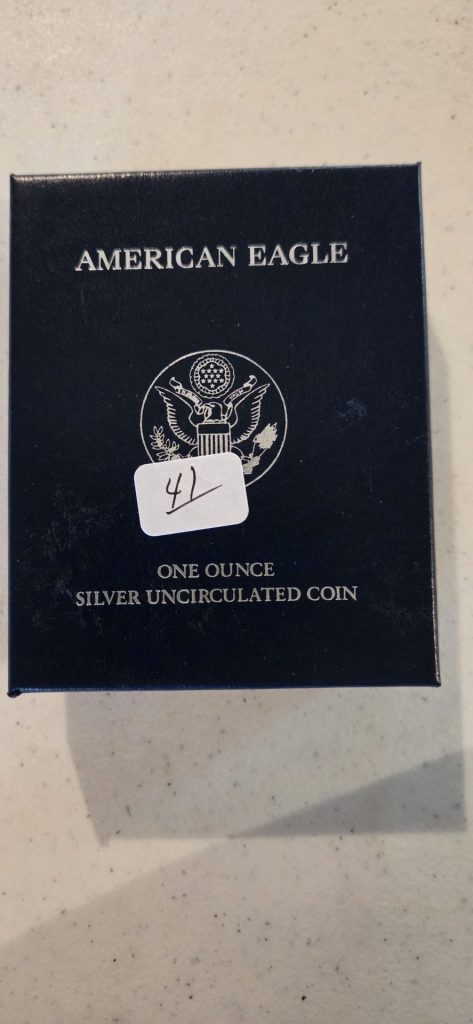 AMERICAN EAGLE
41
ONE OUNCE
SILVER UNCIRCULATED COIN